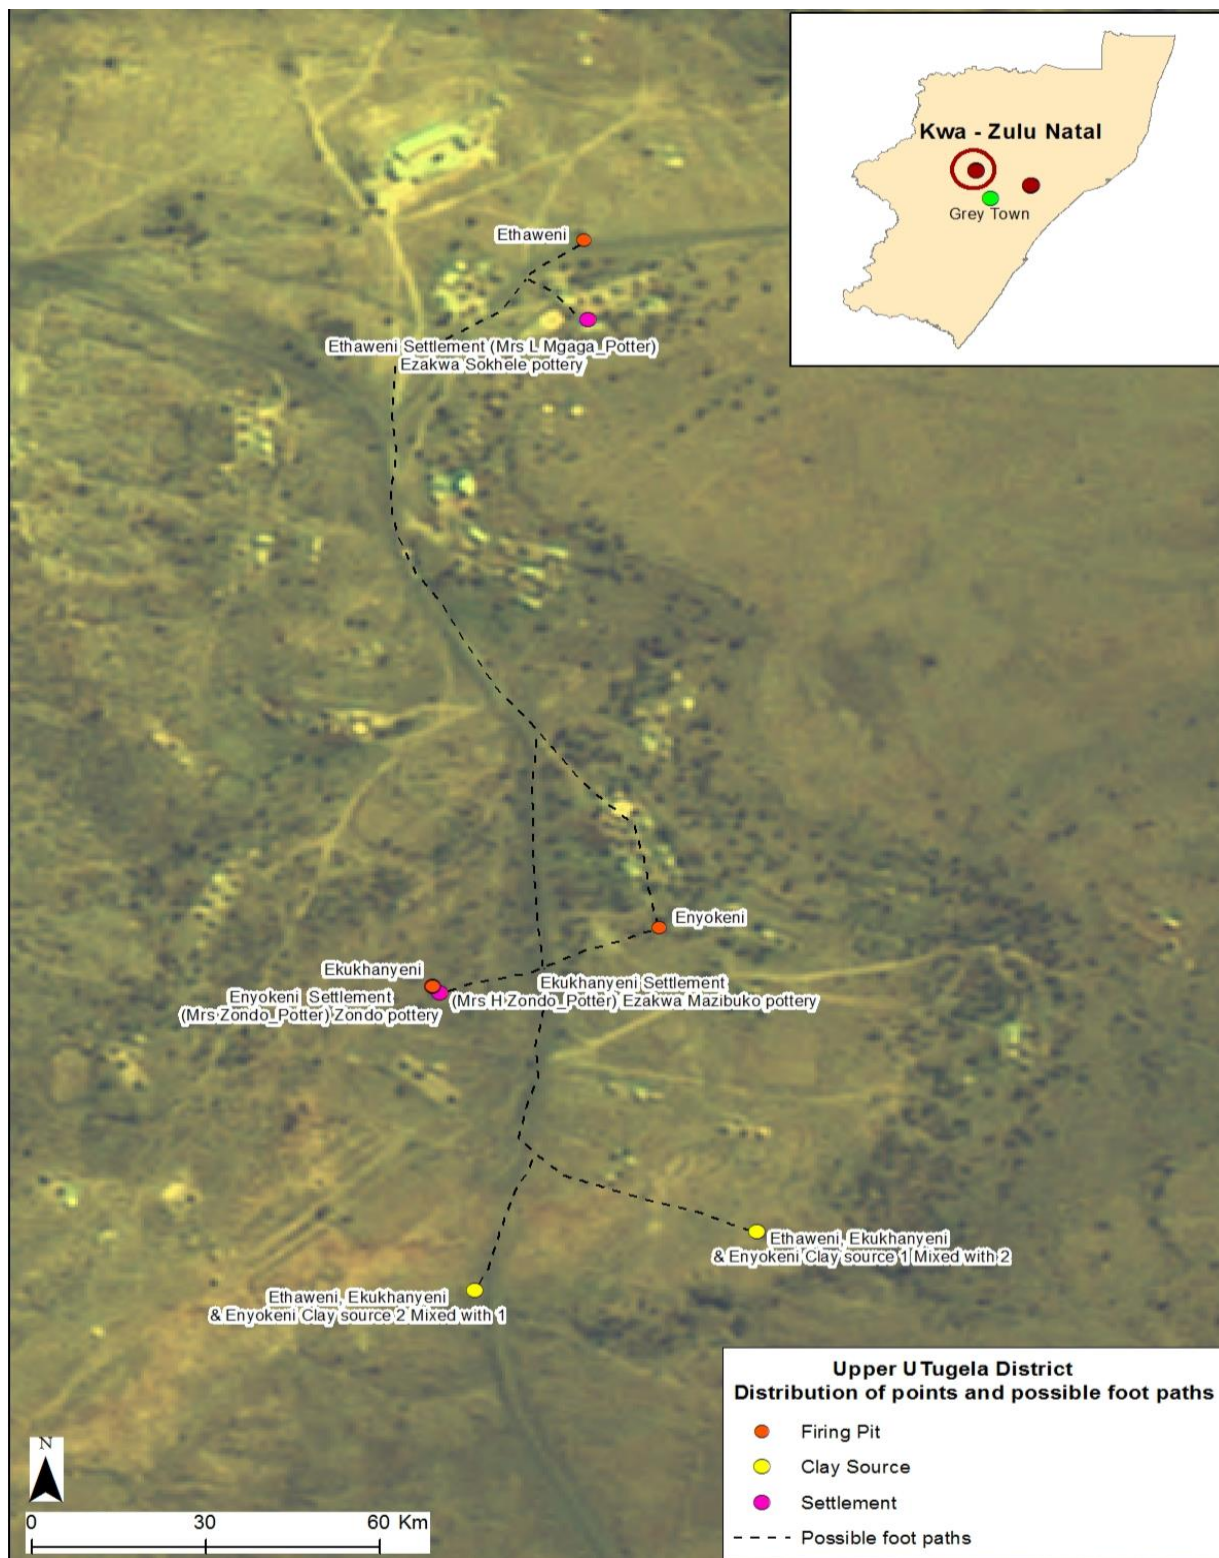 Kwa - Zulu Natal
Grey Town
Ethaweni
Ethaweni Settlement (Mrs L Mgaga_Potter)
Ezakwa Sokhele pottery
Enyokeni
Ekukhanyeni
Enyokeni Settlement
(Mrs Zondo_Potter) Zondo pottery
Ekukhanyeni Settlement
(Mrs H Zondo_Potter) Ezakwa Mazibuko pottery
Ethaweni, Ekukhanyeni
& Enyokeni Clay source 1 Mixed with 2
Ethaweni, Ekukhanyeni
& Enyokeni Clay source 2 Mixed with 1
Upper UTugela District
Distribution of points and possible foot paths
Firing Pit
Clay Source
Settlement
Possible foot paths
N
0 30 60 Km